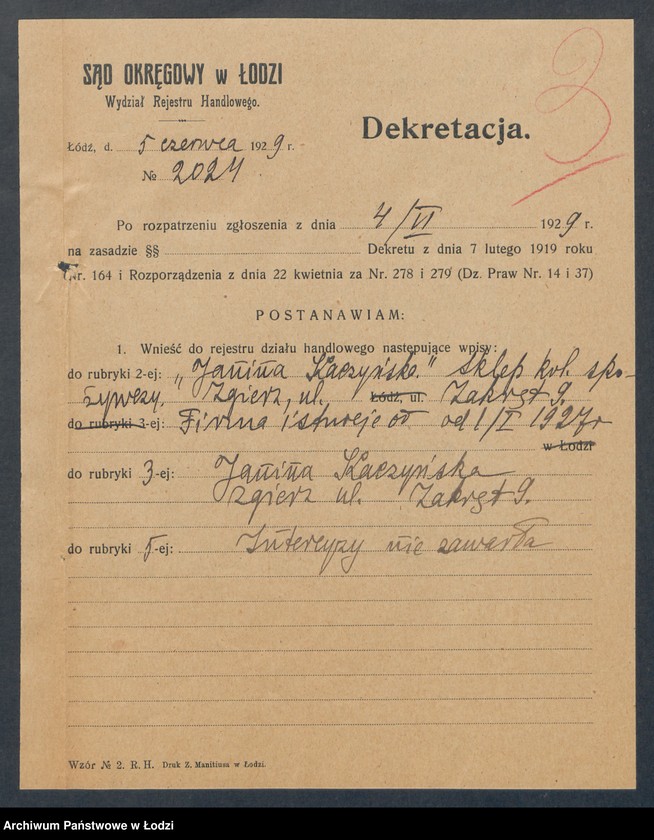 3
SĄD OKRĘGOWY w ŁODZI
Wydział Rejestru Handlowego.
Dekretacja.
Łódź, d. 5 czerwca 1929 r.
№ 2024
Po rozpatrzeniu zgłoszenia z dnia 4/VI 1929 r.
na zasadzie §§ Dekretu z dnia 7 lutego 1919 roku
Nr. 164 i Rozporządzenia z dnia 22 kwietnia za Nr. 278 i 279 (Dz. Praw Nr. 14 i 37)
POSTANAWIAM:
1. Wnieść do rejestru działu handlowego następujące wpisy:
do rubryki 2-ej: „Janina Kaczyńska" Sklep kol. spo-
żywczy. Zgierz, ul. Łódź, ul. Zakręt 9.
do rubryki 3-ej: Firma istnieje od od 1/I 1927 r
w Łodzi
do rubryki 3-ej: Janina Kaczyńska
Zgierz ul. Zakręt 9.
do rubryki 5-ej: Intercyzy nie zawarła
Wzór № 2. R. H. Druk Z. Manitiusa w Łodzi.
Archiwum Państwowe w Łodzi